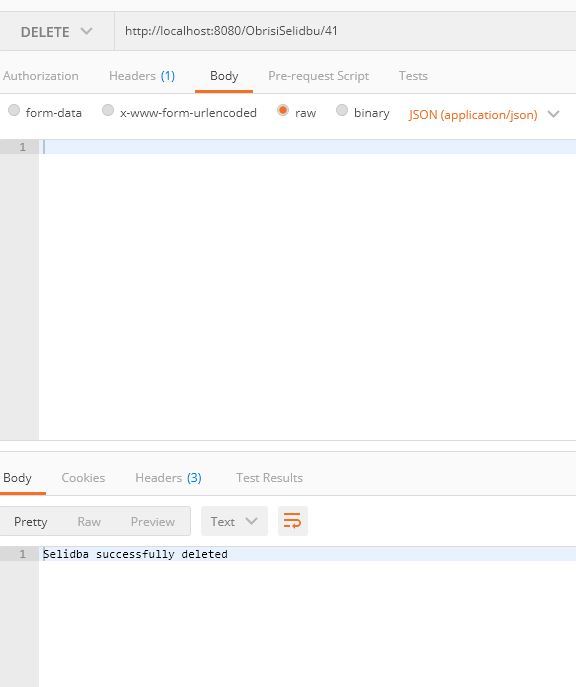 DELETE http://localhost:8080/ObrisiSelidbu/41
Authorization Headers (1) Body Pre-request Script Tests
form-data x-www-form-urlencoded raw binary JSON (application/json)
1
Body Cookies Headers (3) Test Results
Pretty Raw Preview Text
1 Selidba successfully deleted